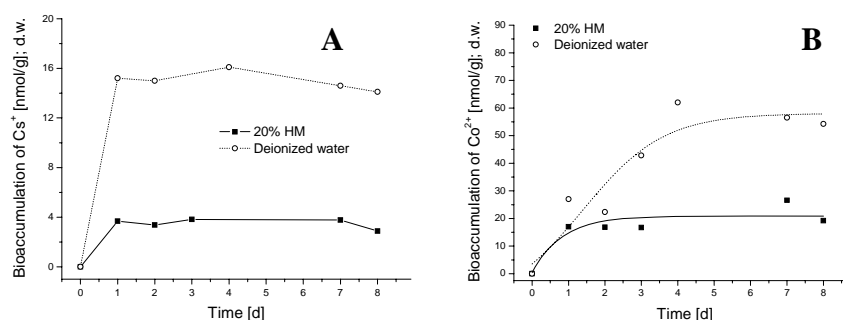 A
Bioaccumulation of Cs⁺ [nmol/g]; d.w.
20
16
12
8
4
0
20% HM
Deionized water
0 1 2 3 4 5 6 7 8
Time [d]
B
Bioaccumulation of Co²⁺ [nmol/g]; d.w.
90
80
70
60
50
40
30
20
10
0
20% HM
Deionized water
0 1 2 3 4 5 6 7 8
Time [d]